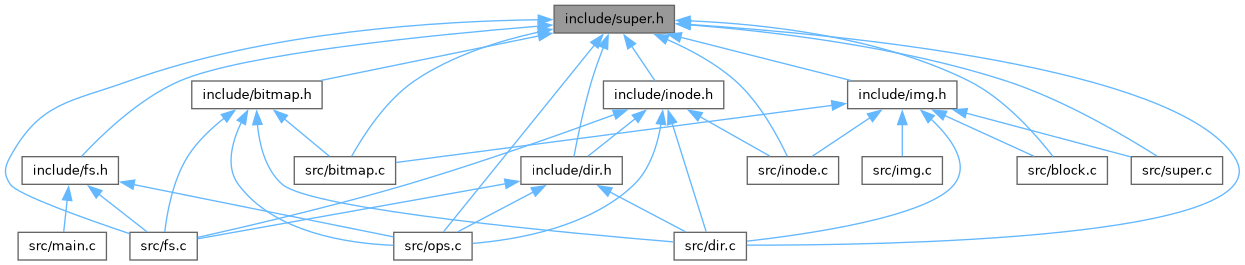 include/super.h
include/bitmap.h
include/inode.h
include/img.h
include/fs.h
src/bitmap.c
include/dir.h
src/inode.c
src/img.c
src/block.c
src/super.c
src/main.c
src/fs.c
src/ops.c
src/dir.c